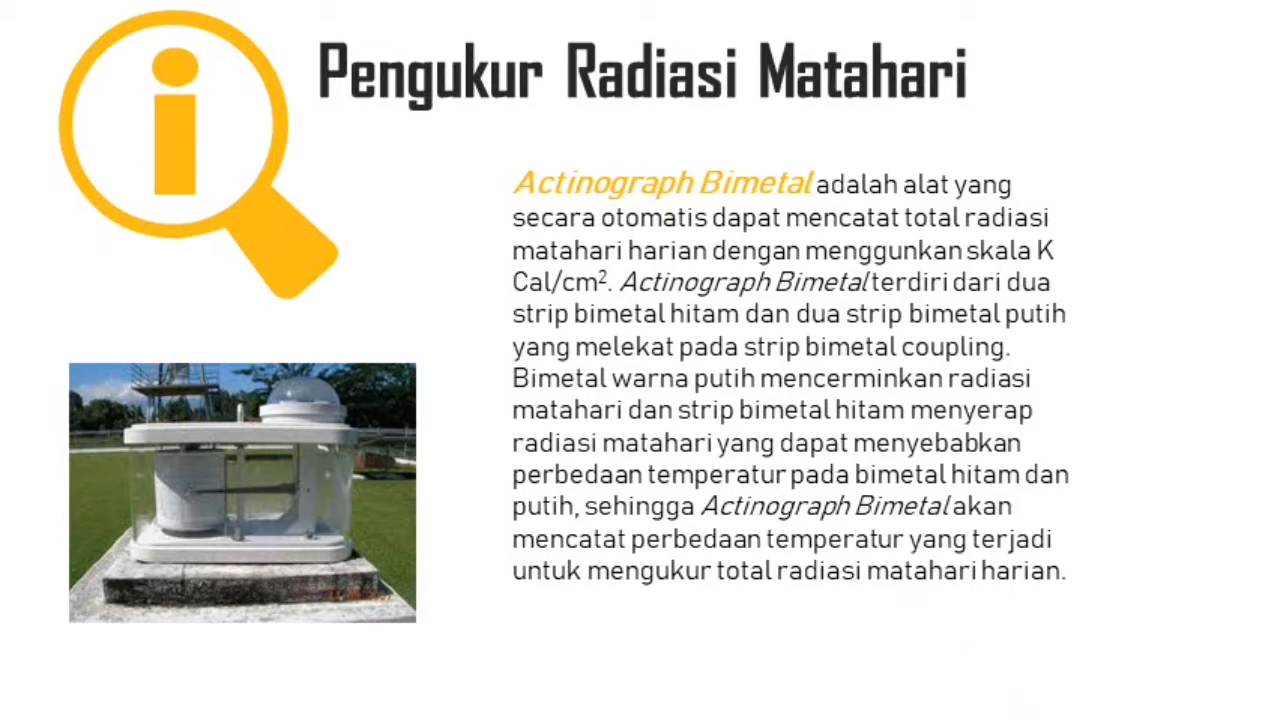 Pengukur Radiasi Matahari
Actinograph Bimetal adalah alat yang
secara otomatis dapat mencatat total radiasi
matahari harian dengan menggunkan skala K
Cal/cm². Actinograph Bimetal terdiri dari dua
strip bimetal hitam dan dua strip bimetal putih
yang melekat pada strip bimetal coupling.
Bimetal warna putih mencerminkan radiasi
matahari dan strip bimetal hitam menyerap
radiasi matahari yang dapat menyebabkan
perbedaan temperatur pada bimetal hitam dan
putih, sehingga Actinograph Bimetal akan
mencatat perbedaan temperatur yang terjadi
untuk mengukur total radiasi matahari harian.